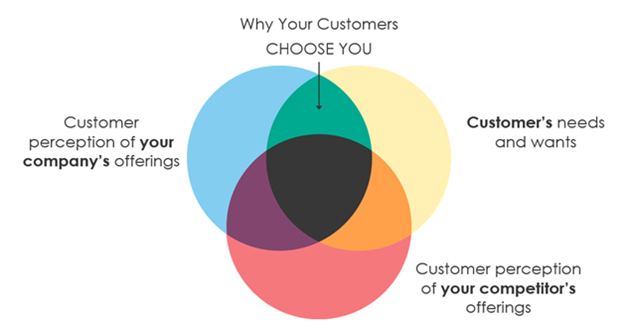 Why Your Customers
CHOOSE YOU
Customer
perception of your
company's offerings
Customer's needs
and wants
Customer perception
of your competitor's
offerings